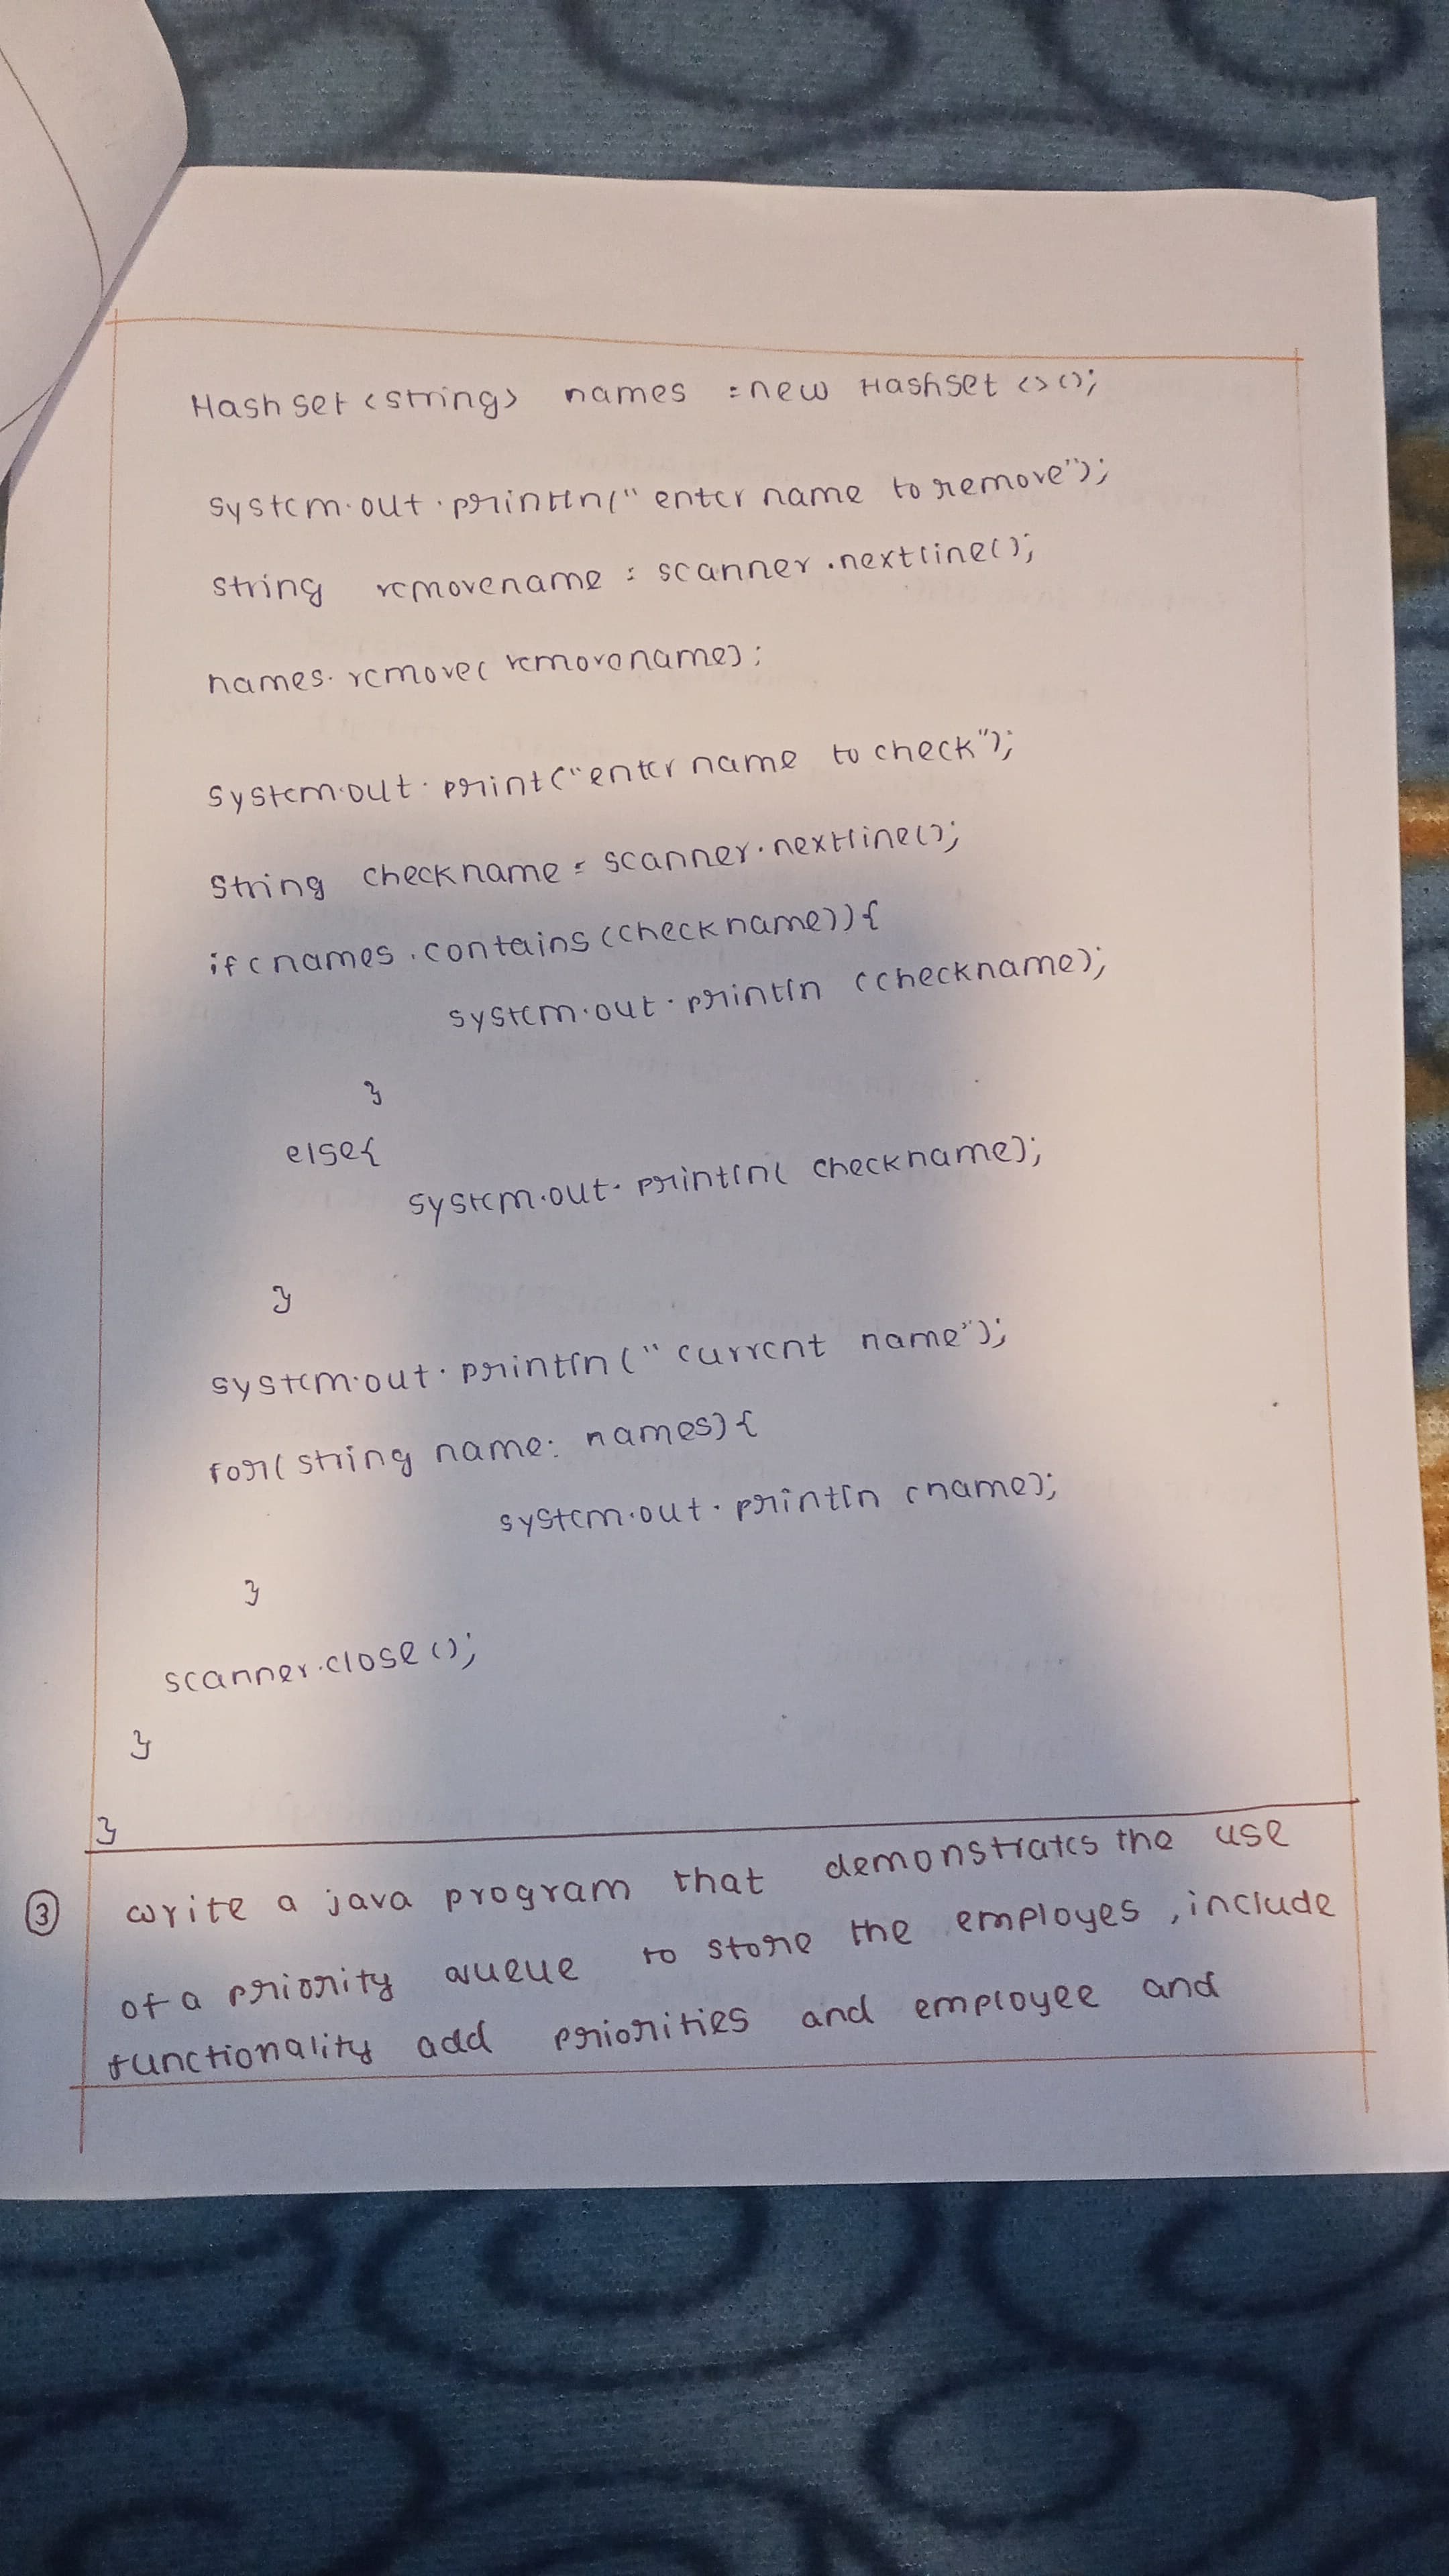 Hashset <string> names = new Hashset <>();
system.out.println("enter name to remove");
string removename = scanner.nextline();
names.remove(removename);
system.out.print("enter name to check");
string checkname = scanner.nextline();
if(names.contains(checkname)){
system.out.println(checkname);
}
else{
system.out.println(checkname);
}
system.out.println("current name");
for(string name: names){
system.out.println(name);
}
scanner.close();
}
}
③ write a java program that demonstrates the use
of a priority queue to store the employes, include
functionality add priorities and employee and